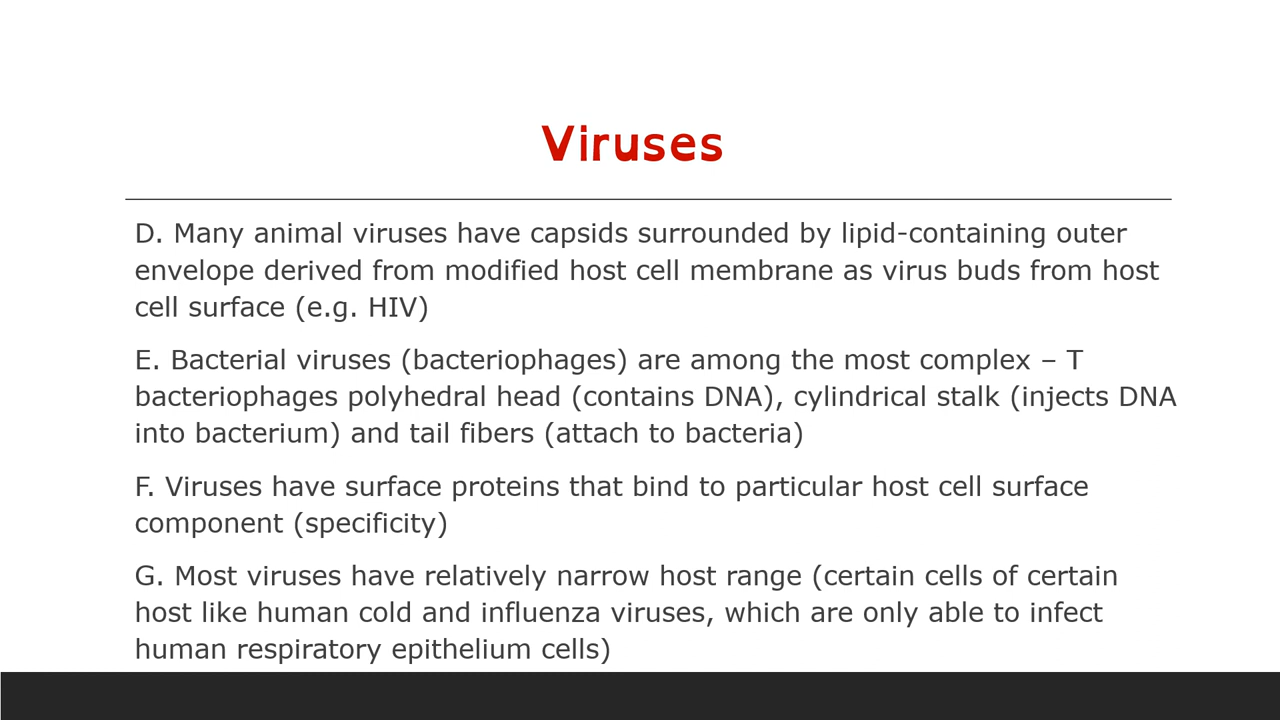 Viruses
D. Many animal viruses have capsids surrounded by lipid-containing outer
envelope derived from modified host cell membrane as virus buds from host
cell surface (e.g. HIV)
E. Bacterial viruses (bacteriophages) are among the most complex – T
bacteriophages polyhedral head (contains DNA), cylindrical stalk (injects DNA
into bacterium) and tail fibers (attach to bacteria)
F. Viruses have surface proteins that bind to particular host cell surface
component (specificity)
G. Most viruses have relatively narrow host range (certain cells of certain
host like human cold and influenza viruses, which are only able to infect
human respiratory epithelium cells)